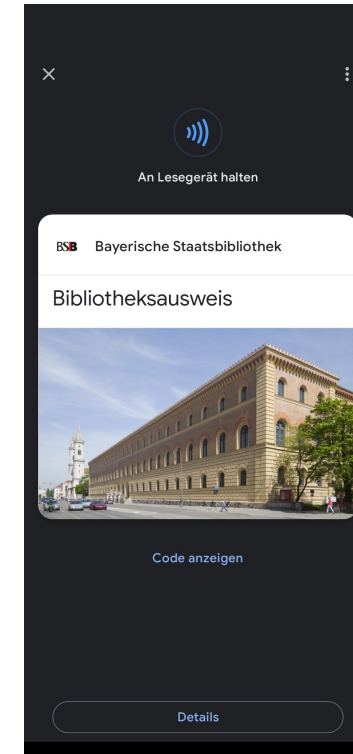 An Lesegerät halten
BSB Bayerische Staatsbibliothek
Bibliotheksausweis
Code anzeigen
Details